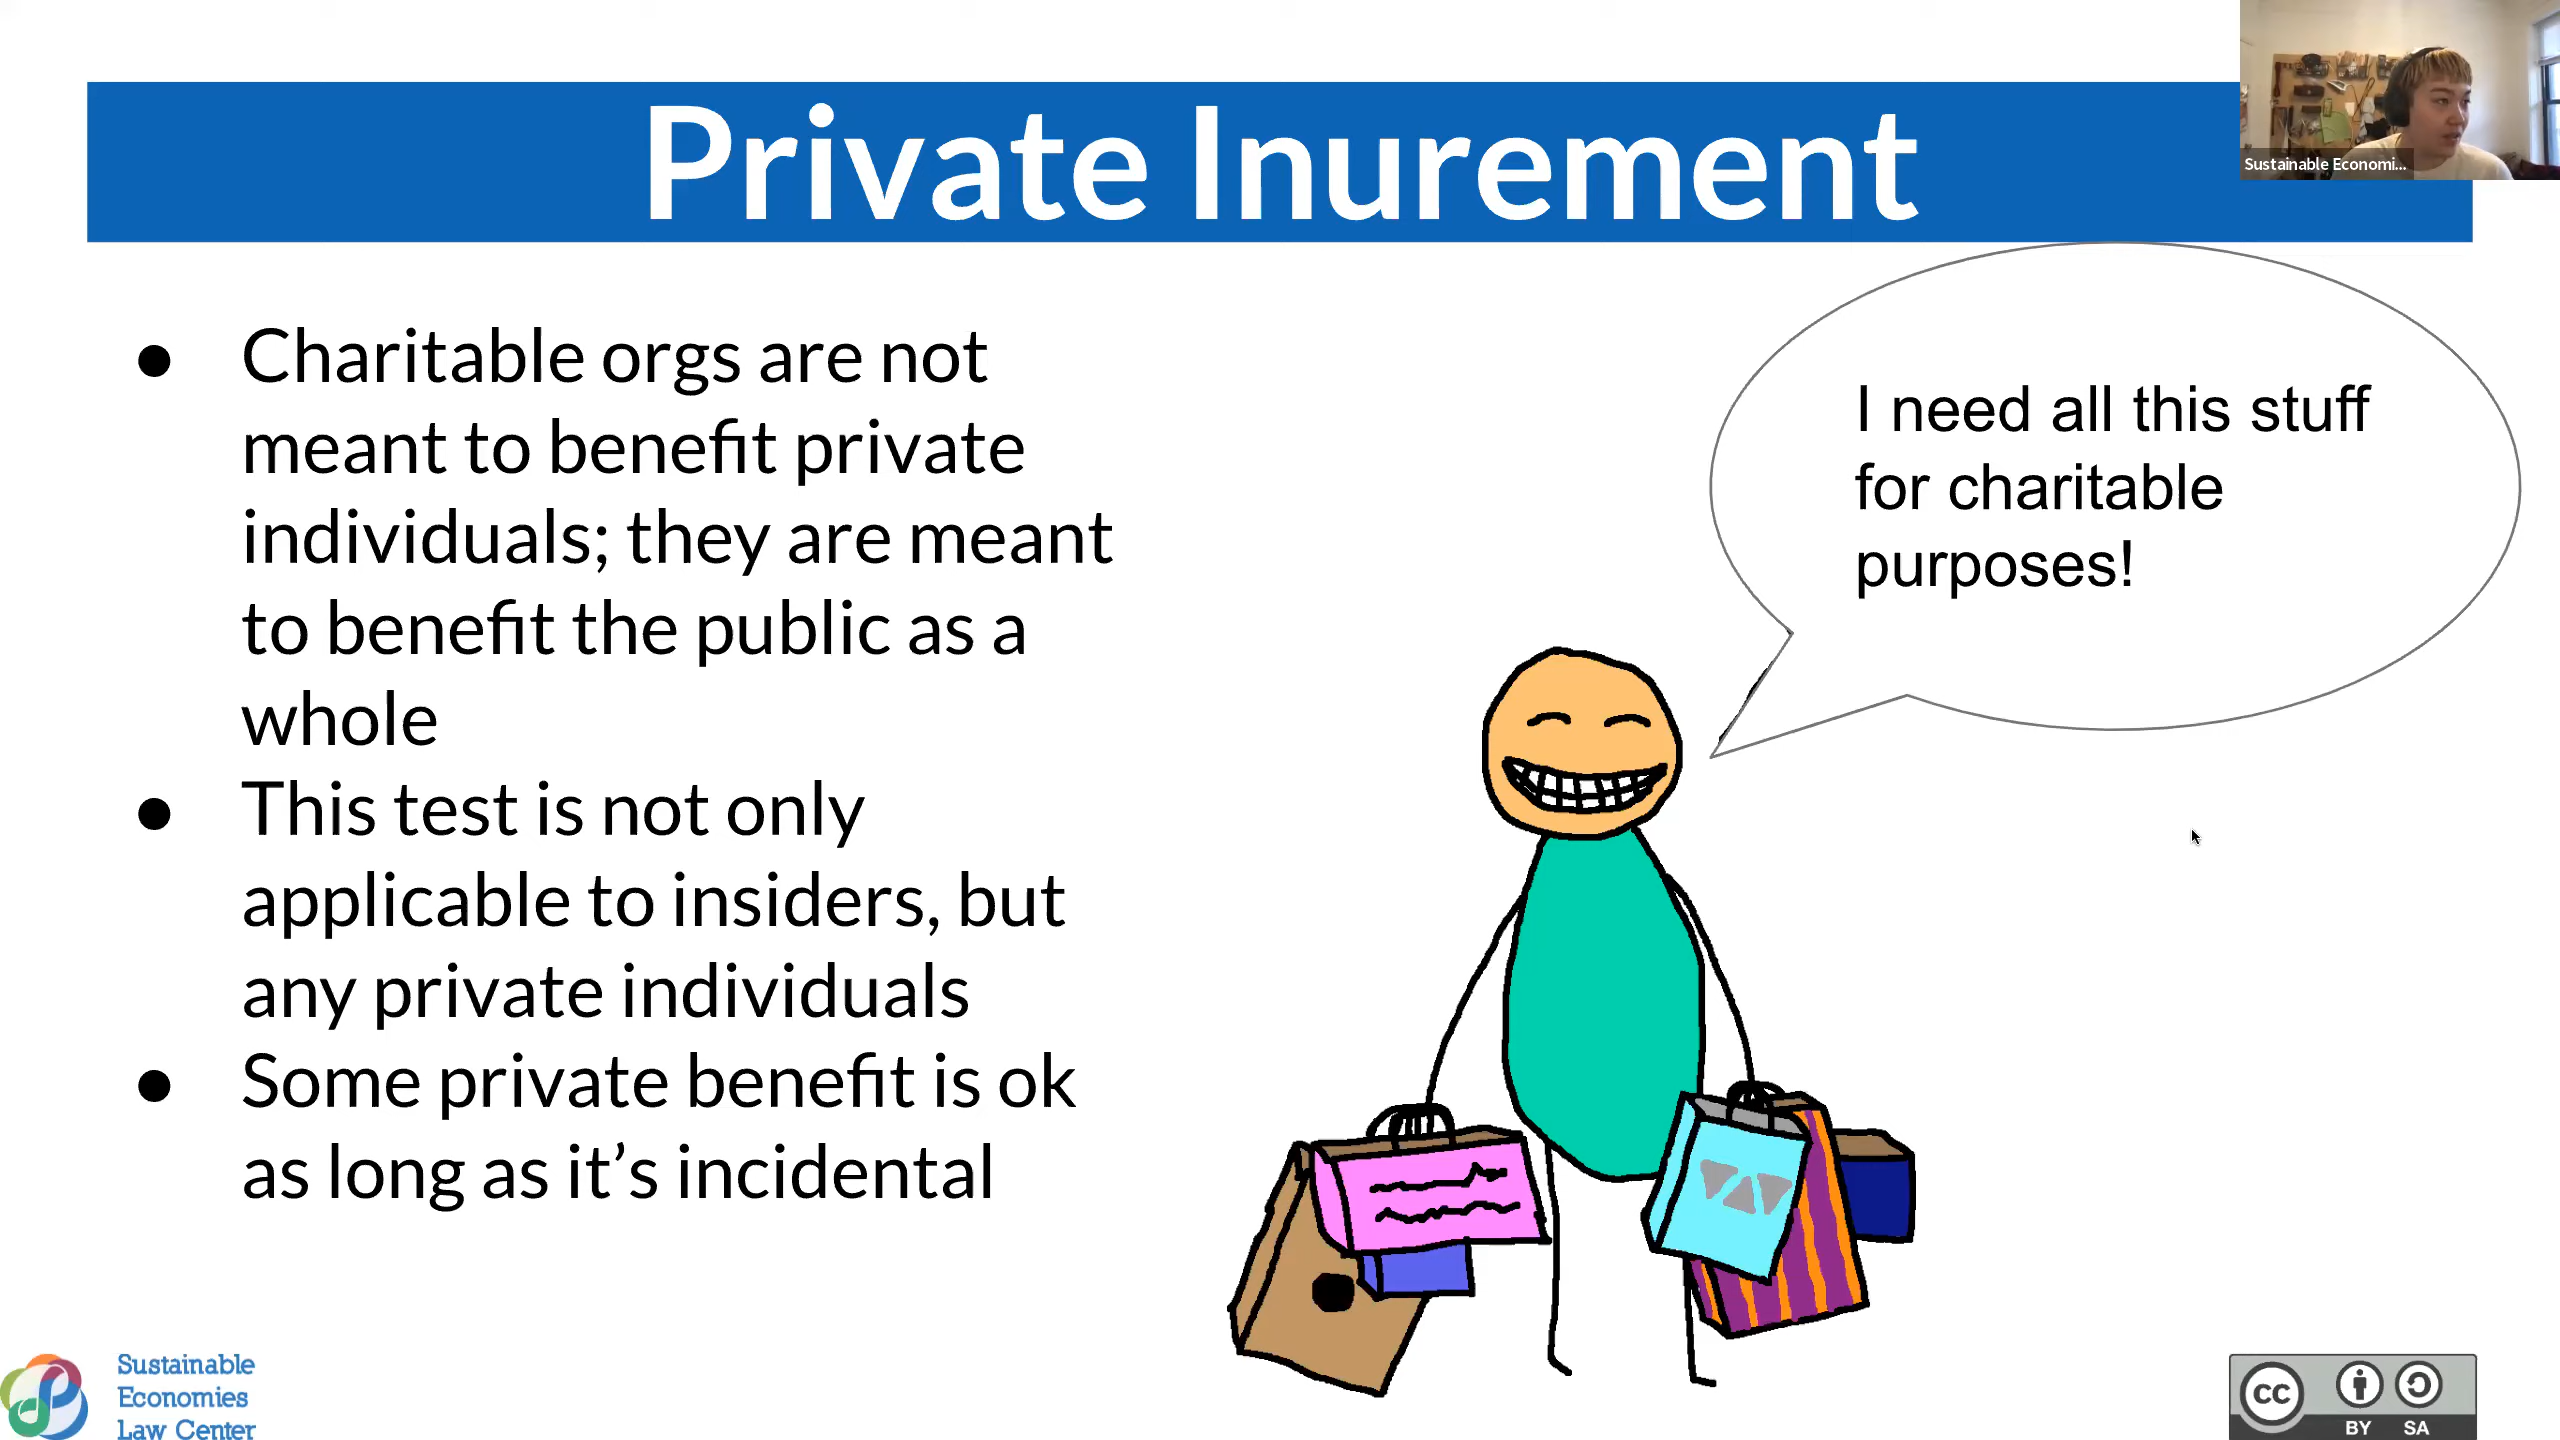 Private Inurement
Sustainable Economi...
● Charitable orgs are not
meant to benefit private
individuals; they are meant
to benefit the public as a
whole
● This test is not only
applicable to insiders, but
any private individuals
● Some private benefit is ok
as long as it’s incidental
I need all this stuff
for charitable
purposes!
Sustainable
Economies
Law Center
cc
BY SA